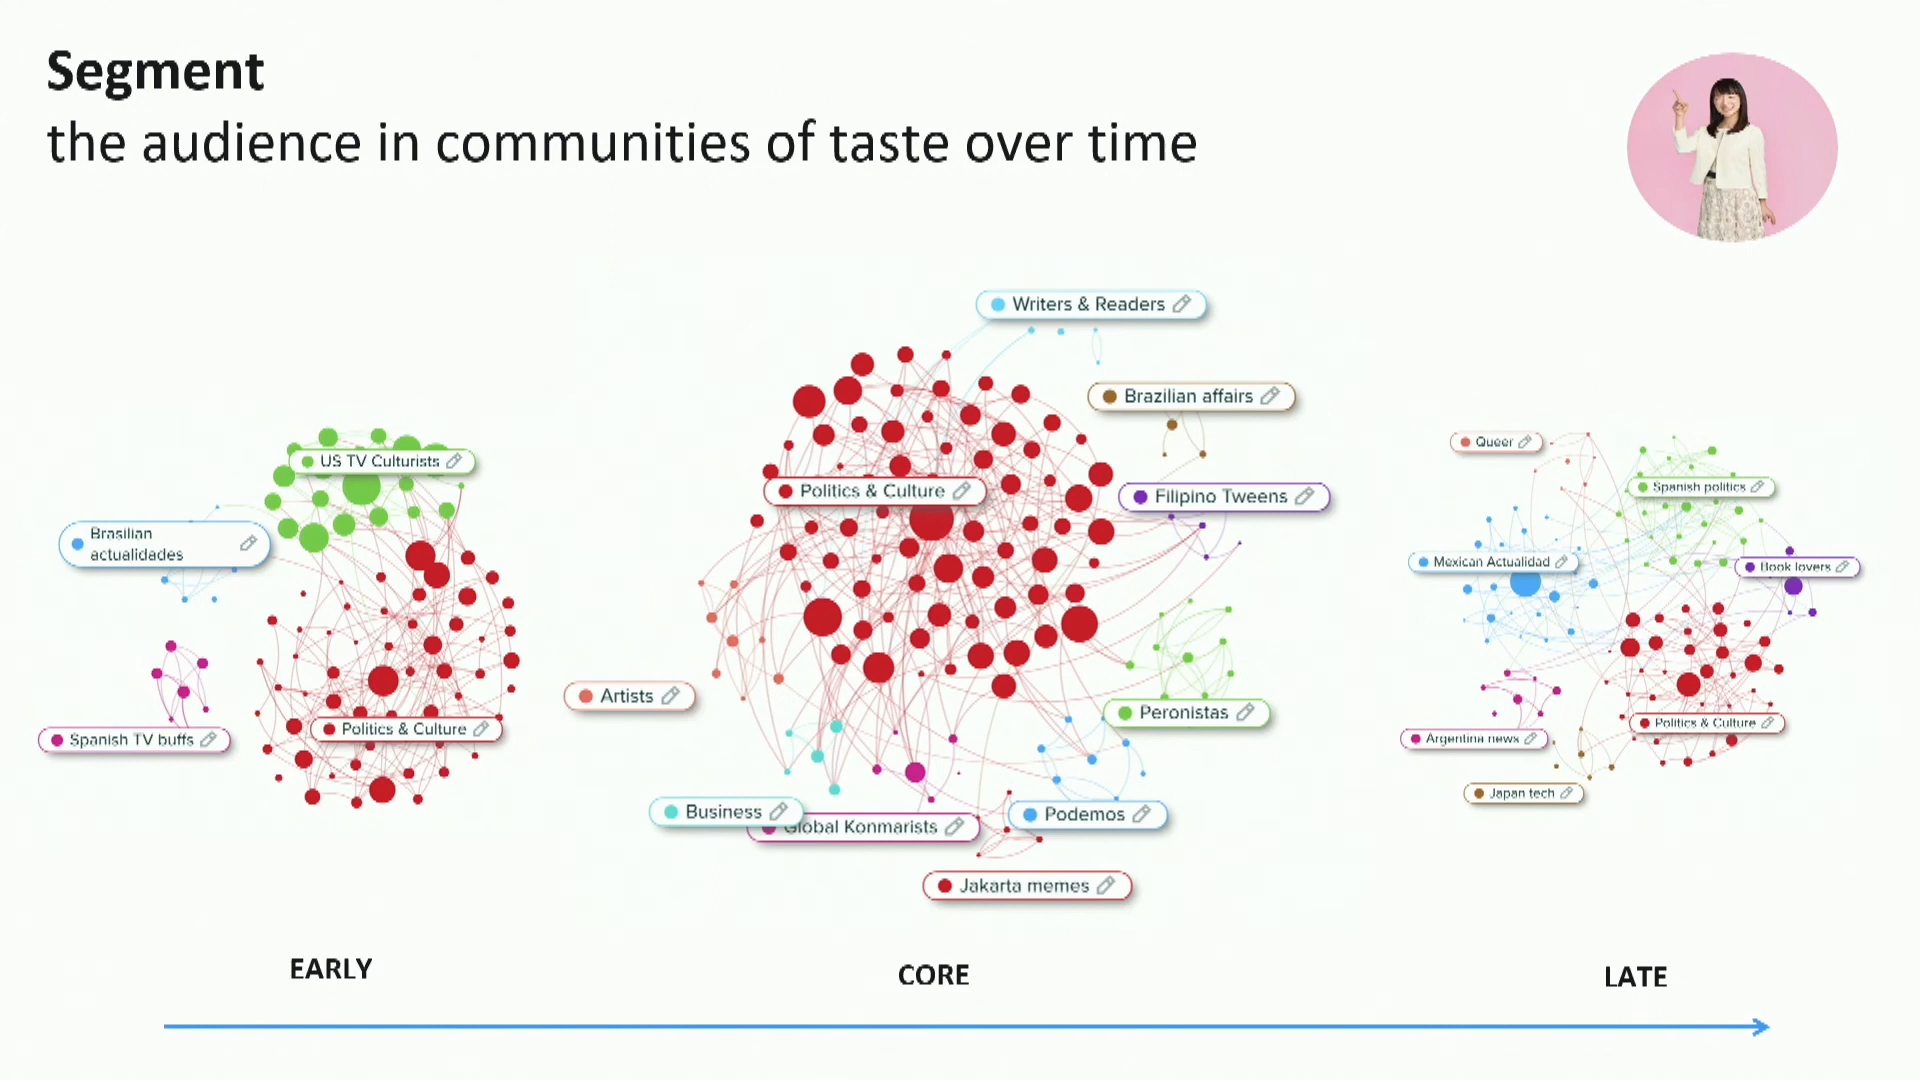 Segment
the audience in communities of taste over time
US TV Culturists
Brasilian
actualidades
Spanish TV buffs
Politics & Culture
EARLY
Writers & Readers
Brazilian affairs
Politics & Culture
Filipino Tweens
Artists
Peronistas
Business
Global Konmarists
Podemos
Jakarta memes
CORE
Queer
Spanish politics
Mexican Actualidad
Book lovers
Politics & Culture
Argentina news
Japan tech
LATE